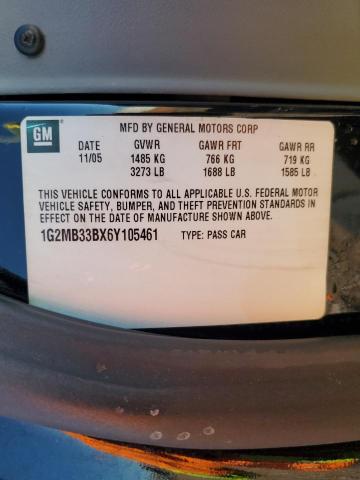 GM
MFD BY GENERAL MOTORS CORP
DATE GVWR GAWR FRT GAWR RR
11/05 1485 KG 766 KG 719 KG
3273 LB 1688 LB 1585 LB
THIS VEHICLE CONFORMS TO ALL APPLICABLE U.S. FEDERAL MOTOR
VEHICLE SAFETY, BUMPER, AND THEFT PREVENTION STANDARDS IN
EFFECT ON THE DATE OF MANUFACTURE SHOWN ABOVE.
1G2MB33BX6Y105461 TYPE: PASS CAR